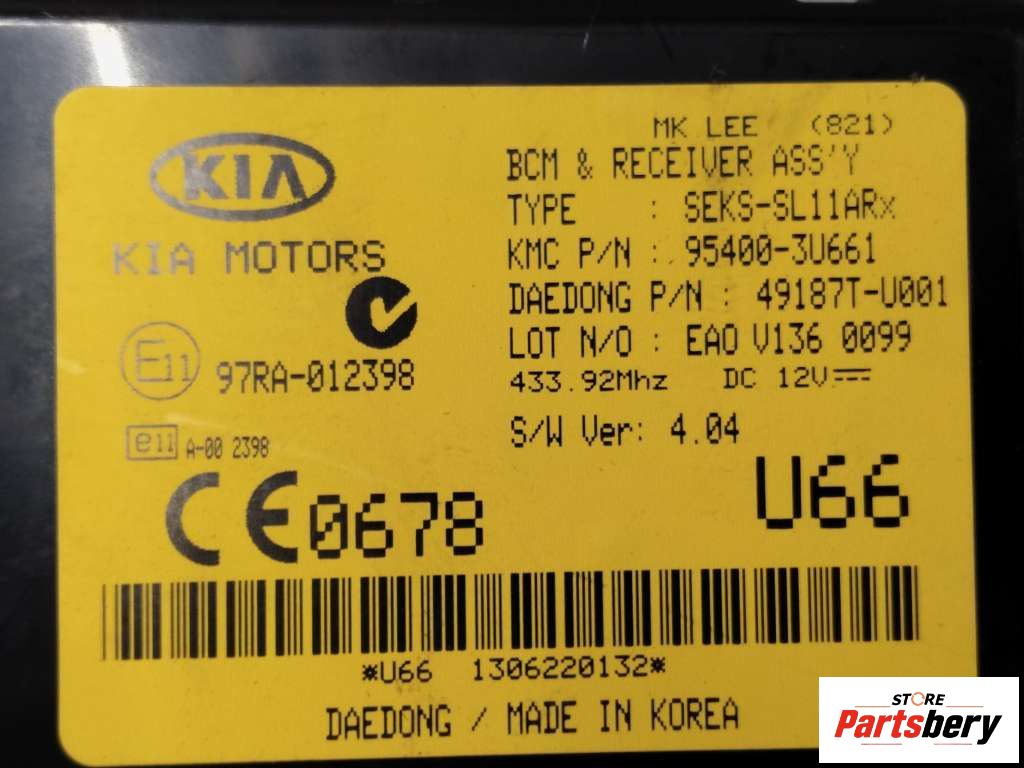 MK LEE (821)
KIA
BCM & RECEIVER ASS'Y
TYPE : SEKS-SL11ARx
KIA MOTORS
KMC P/N : 95400-3U661
DAEDONG P/N : 49187T-U001
LOT N/O : EAO V136 0099
E11 97RA-012398
433.92Mhz DC 12V
e11 A-00 2398
S/W Ver: 4.04
CE0678
U66
*U66 1306220132*
DAEDONG / MADE IN KOREA
STORE
Partsbery